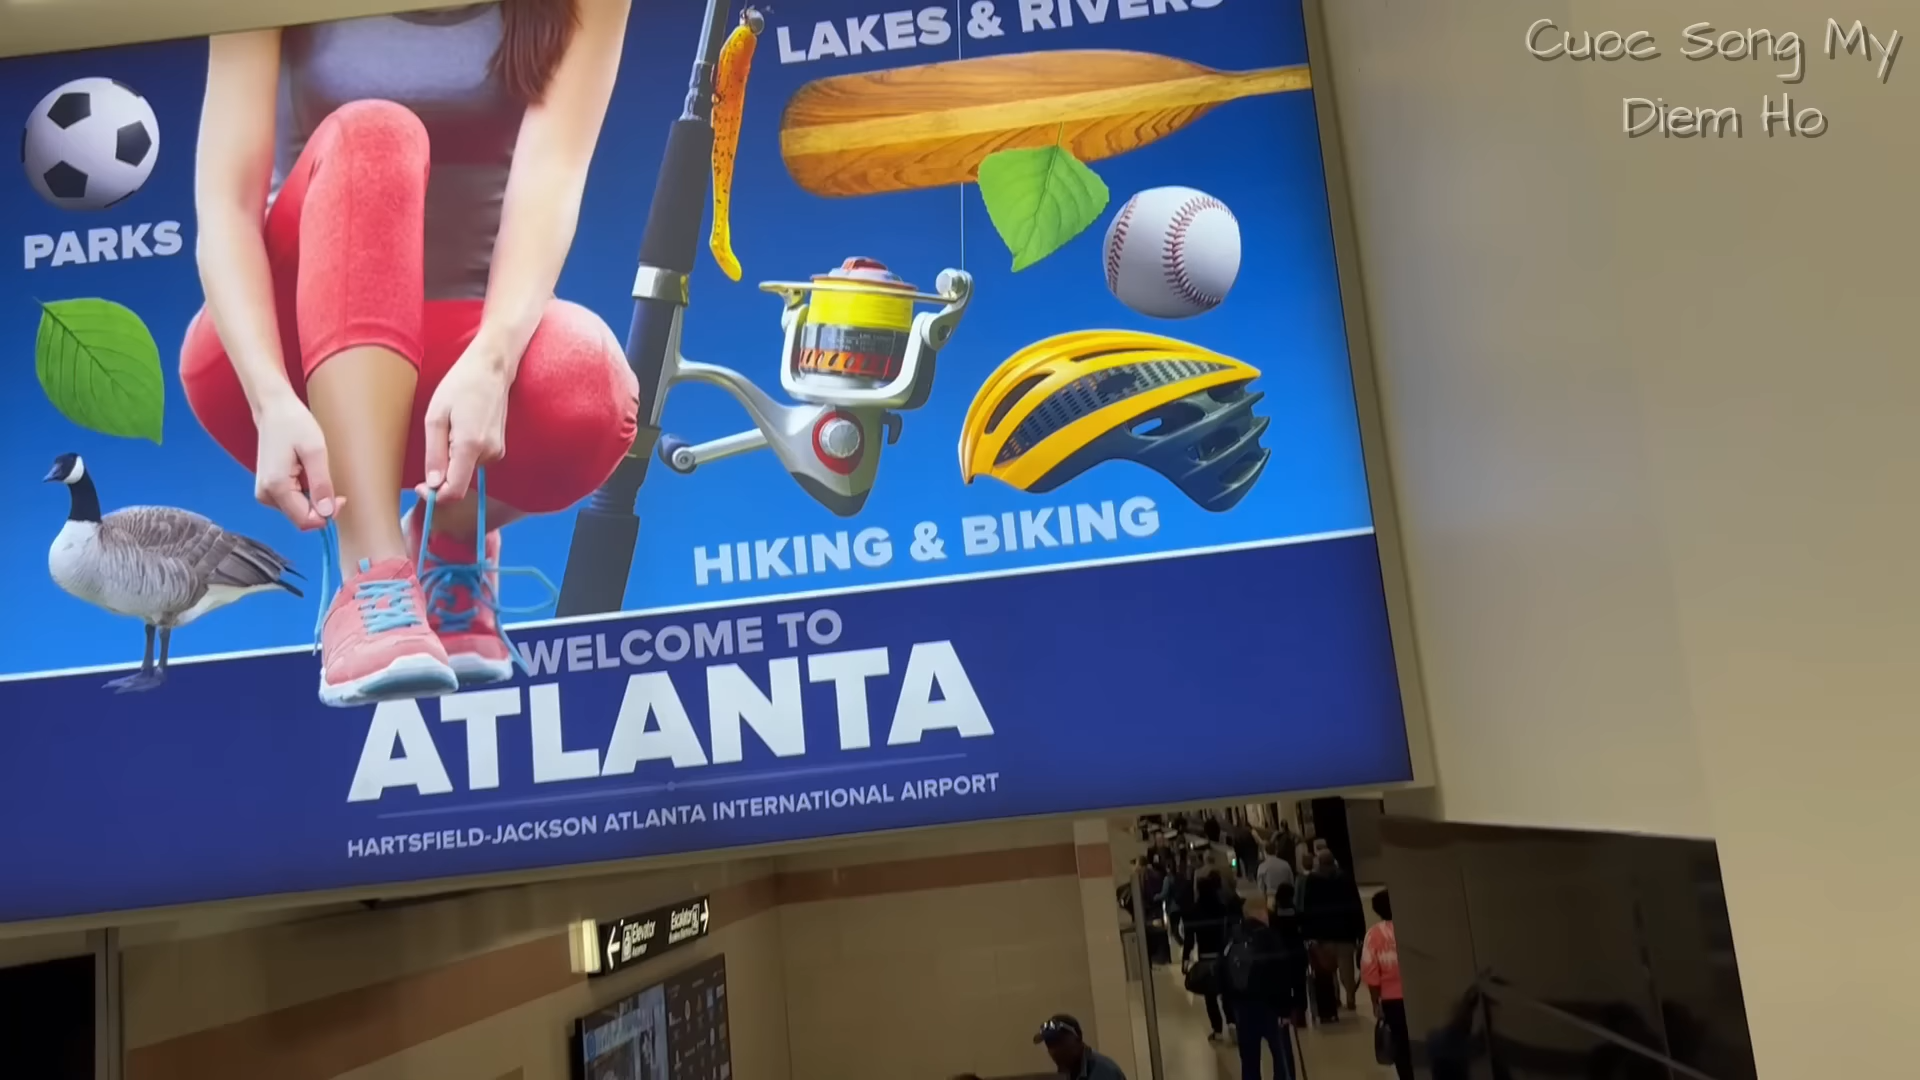 Cuoc Song My
Diem Ho
LAKES & RIVERS
PARKS
HIKING & BIKING
WELCOME TO
ATLANTA
HARTSFIELD-JACKSON ATLANTA INTERNATIONAL AIRPORT
Elevator Escalator